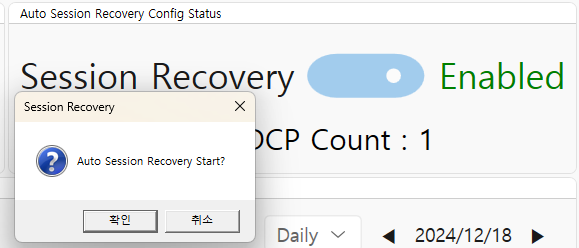 Auto Session Recovery Config Status
Session Recovery Enabled
Session Recovery
Auto Session Recovery Start?
확인 취소
Count : 1
Daily 2024/12/18